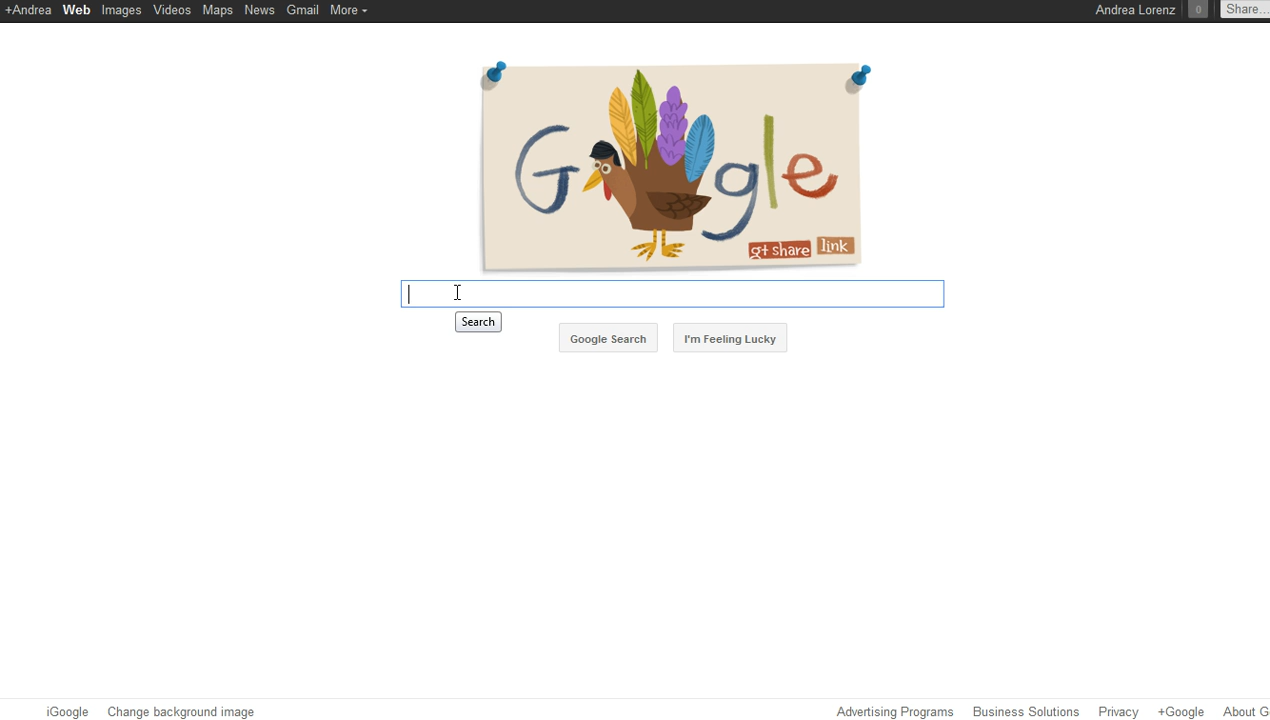 +Andrea Web Images Videos Maps News Gmail More Andrea Lorenz 0 Share...
Google
g+ share link
Search
Google Search I'm Feeling Lucky
iGoogle Change background image Advertising Programs Business Solutions Privacy +Google About G